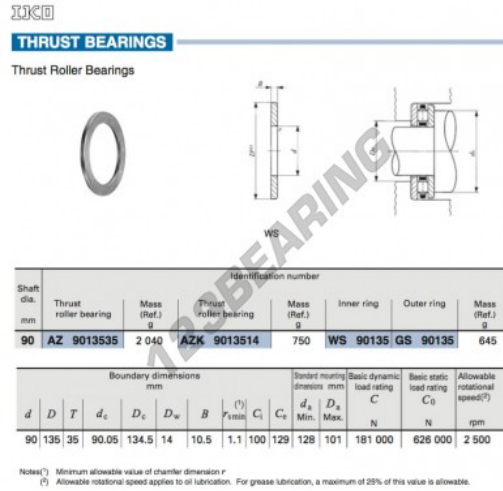 IKO
THRUST BEARINGS
Thrust Roller Bearings
B
D
d
WS
123BEARING
Identification number
Shaft dia. mm | Thrust roller bearing | Mass (Ref.) g | Thrust roller bearing | Mass (Ref.) g | Inner ring | Outer ring | Mass (Ref.) g
90 | AZ 9013535 | 2 040 | AZK 9013514 | 750 | WS 90135 | GS 90135 | 645
Boundary dimensions mm | Standard mounting dimensions mm | Basic dynamic load rating C N | Basic static load rating C0 N | Allowable rotational speed(2) rpm
d | D | T | dc | Dc | Dw | B | rs min (1) | Ci | Ce | da Min. | Da Max.
90 | 135 | 35 | 90.05 | 134.5 | 14 | 10.5 | 1.1 | 100 | 129 | 128 | 101 | 181 000 | 626 000 | 2 500
Notes(1) Minimum allowable value of chamfer dimension r
(2) Allowable rotational speed applies to oil lubrication. For grease lubrication, a maximum of 25% of this value is allowable.